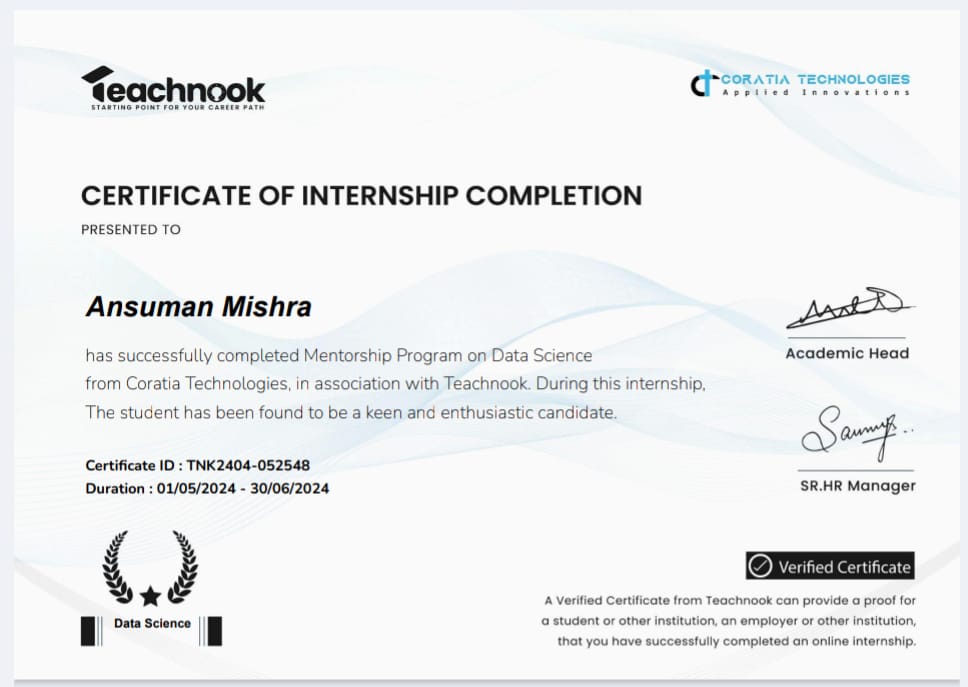 Teachnook
STARTING POINT FOR YOUR CAREER PATH
CORATIA TECHNOLOGIES
Applied Innovations
CERTIFICATE OF INTERNSHIP COMPLETION
PRESENTED TO
Ansuman Mishra
has successfully completed Mentorship Program on Data Science
from Coratia Technologies, in association with Teachnook. During this internship,
The student has been found to be a keen and enthusiastic candidate.
Certificate ID : TNK2404-052548
Duration : 01/05/2024 - 30/06/2024
Academic Head
SR.HR Manager
Data Science
Verified Certificate
A Verified Certificate from Teachnook can provide a proof for
a student or other institution, an employer or other institution,
that you have successfully completed an online internship.